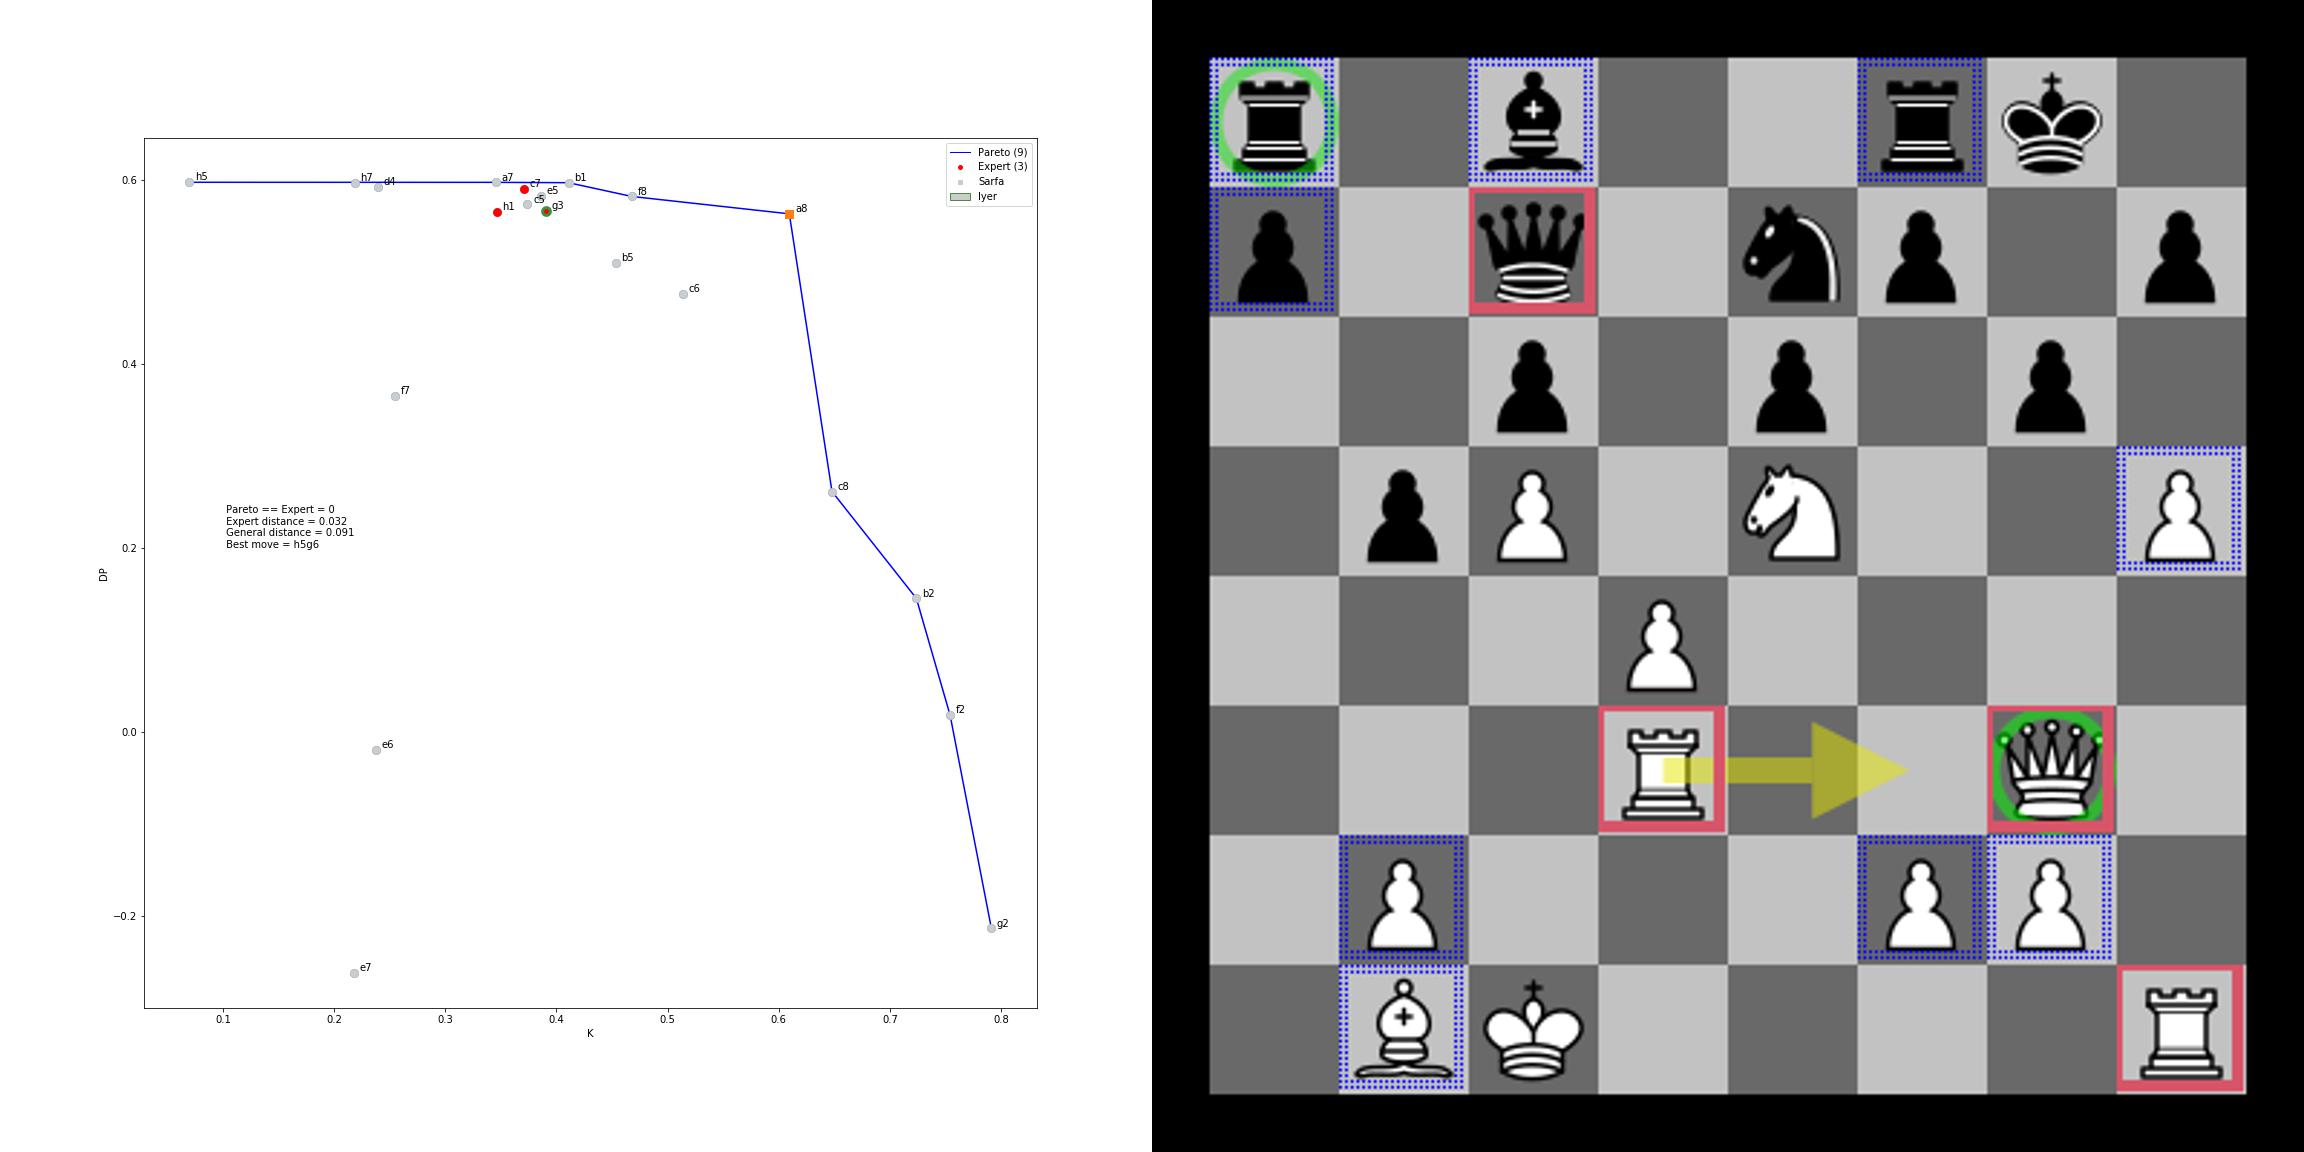 Pareto (9)
Expert (3)
Sarfa
Iyer
h5
h7
d4
a7
c7
e5
b1
f8
h1
c5
g3
a8
b5
c6
f7
c8
Pareto == Expert = 0
Expert distance = 0.032
General distance = 0.091
Best move = h5g6
b2
f2
e6
g2
e7
0.6
0.4
0.2
0.0
−0.2
DP
0.1 0.2 0.3 0.4 0.5 0.6 0.7 0.8
K